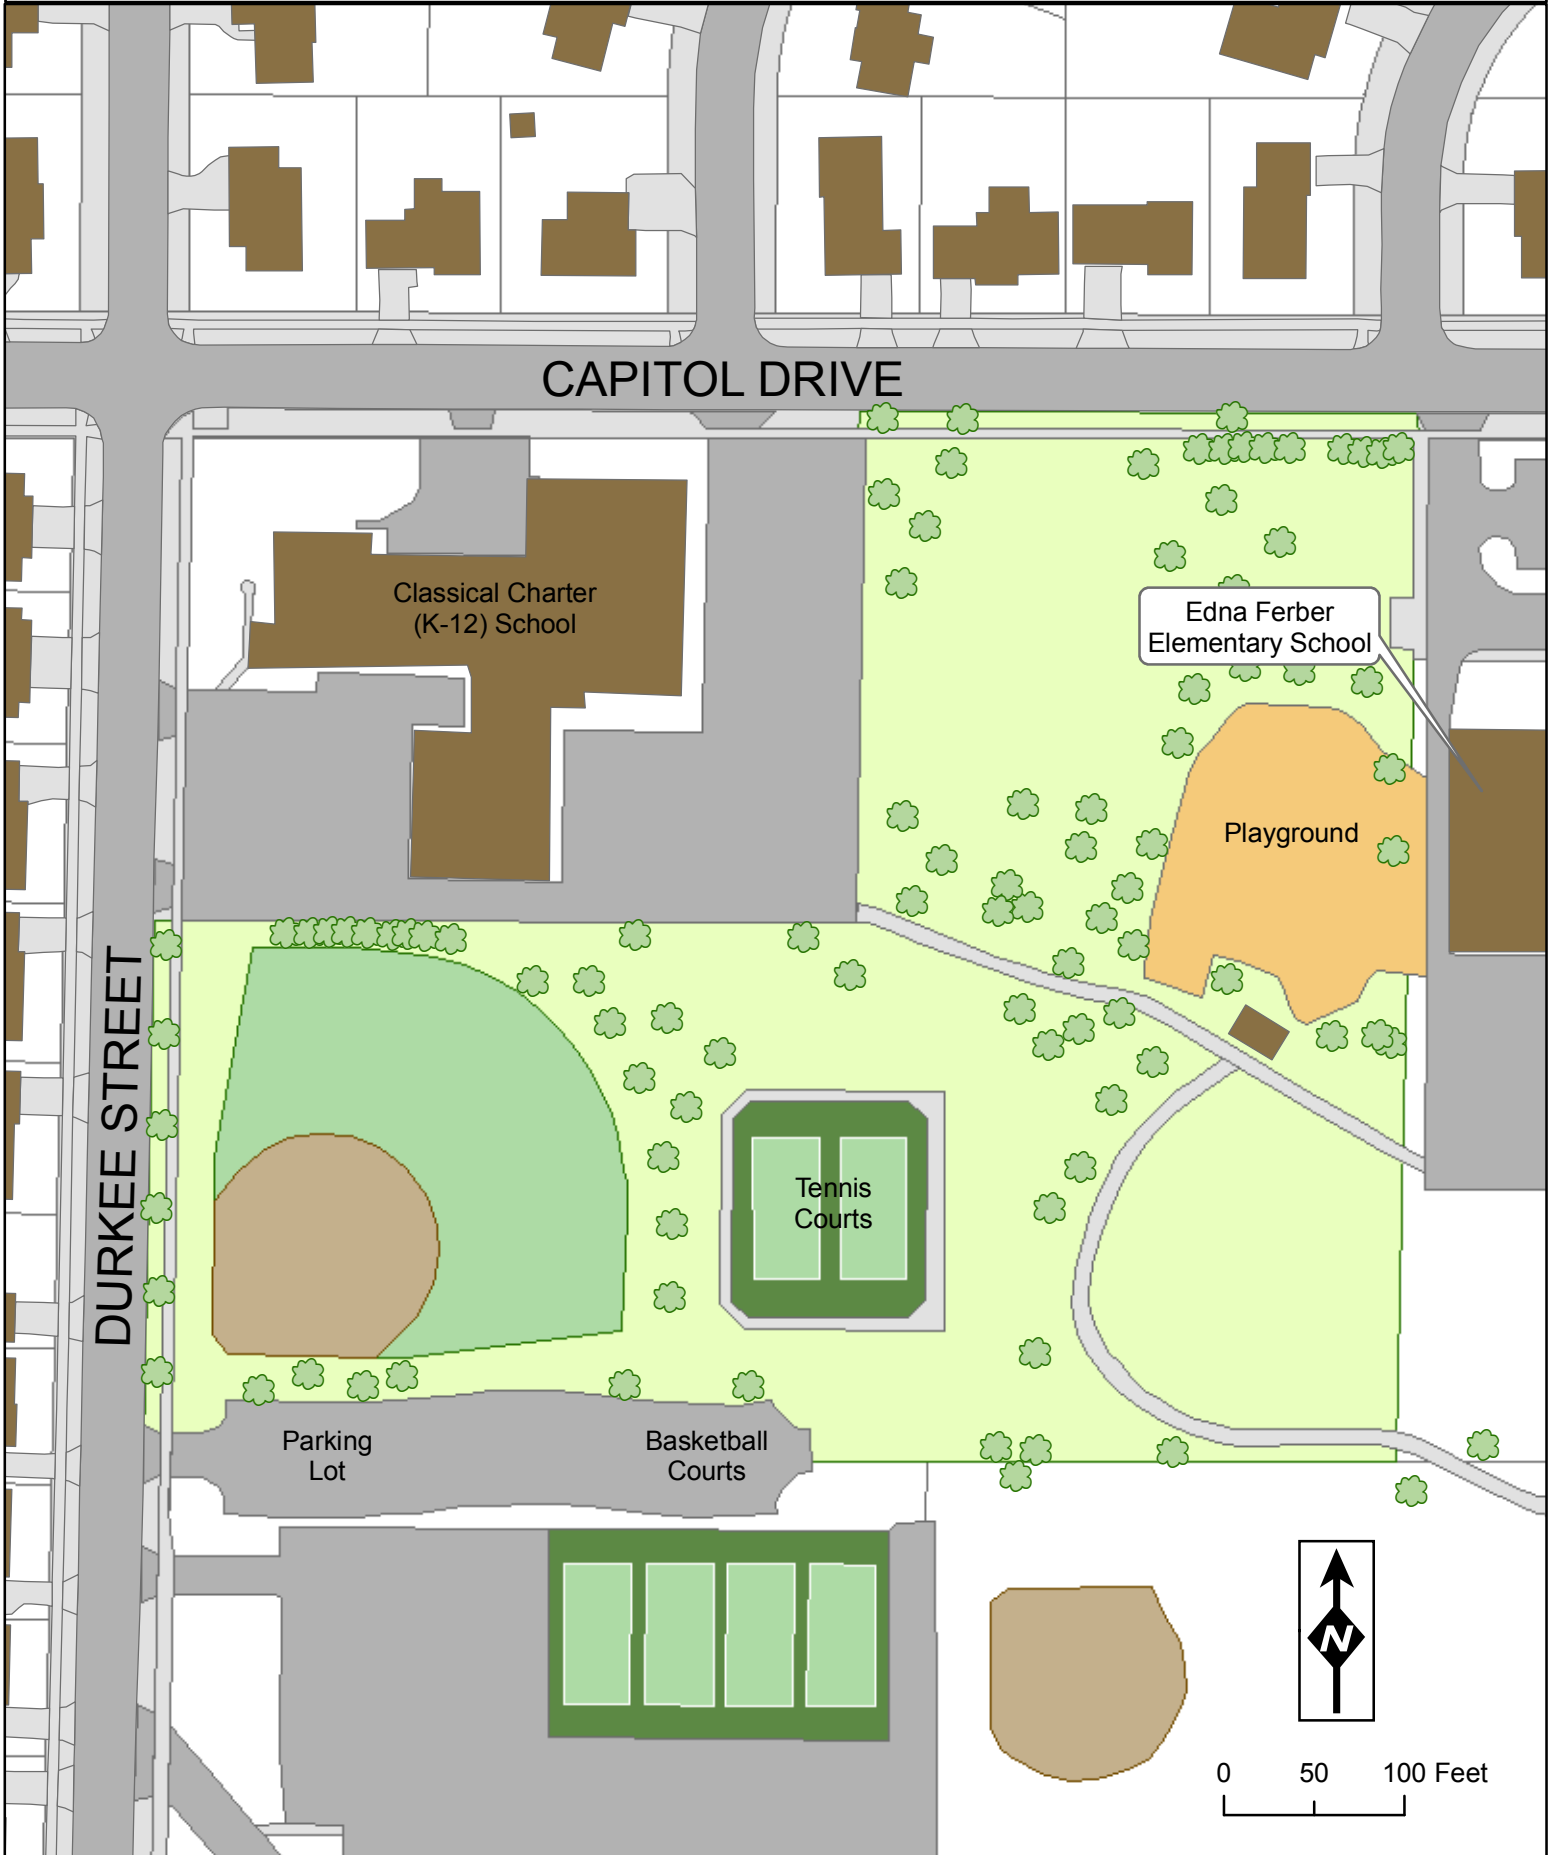 CAPITOL DRIVE
Classical Charter
(K-12) School
Edna Ferber
Elementary School
Playground
DURKEE STREET
Tennis
Courts
Parking
Lot
Basketball
Courts
N
0 50 100 Feet